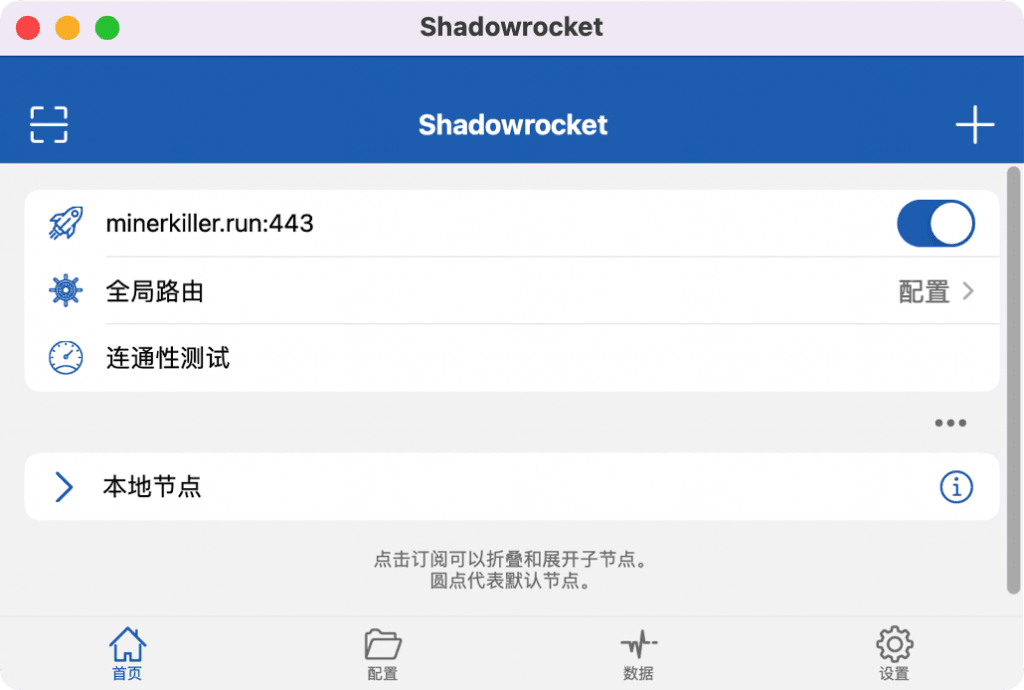 Shadowrocket
Shadowrocket
minerkiller.run:443
全局路由
配置
连通性测试
本地节点
点击订阅可以折叠和展开子节点。
圆点代表默认节点。
首页
配置
数据
设置